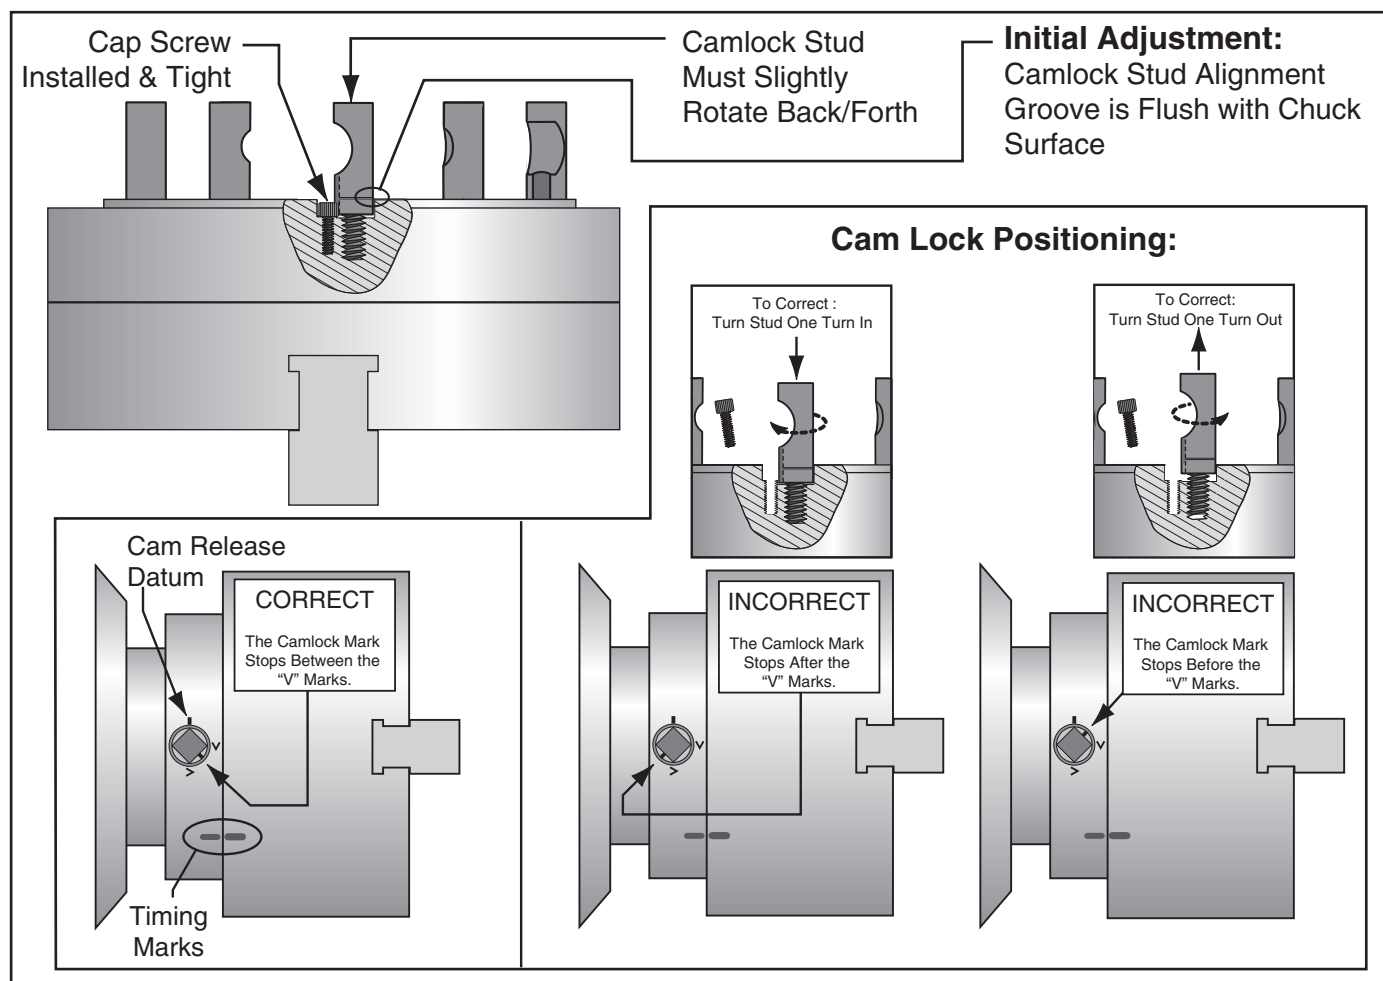 Cap Screw
Installed & Tight
Camlock Stud
Must Slightly
Rotate Back/Forth
Initial Adjustment:
Camlock Stud Alignment
Groove is Flush with Chuck
Surface
Cam Lock Positioning:
To Correct :
Turn Stud One Turn In
To Correct:
Turn Stud One Turn Out
Cam Release
Datum
CORRECT
The Camlock Mark
Stops Between the
“V” Marks.
V
V
Timing
Marks
INCORRECT
The Camlock Mark
Stops After the
“V” Marks.
V
V
INCORRECT
The Camlock Mark
Stops Before the
“V” Marks.
V
V